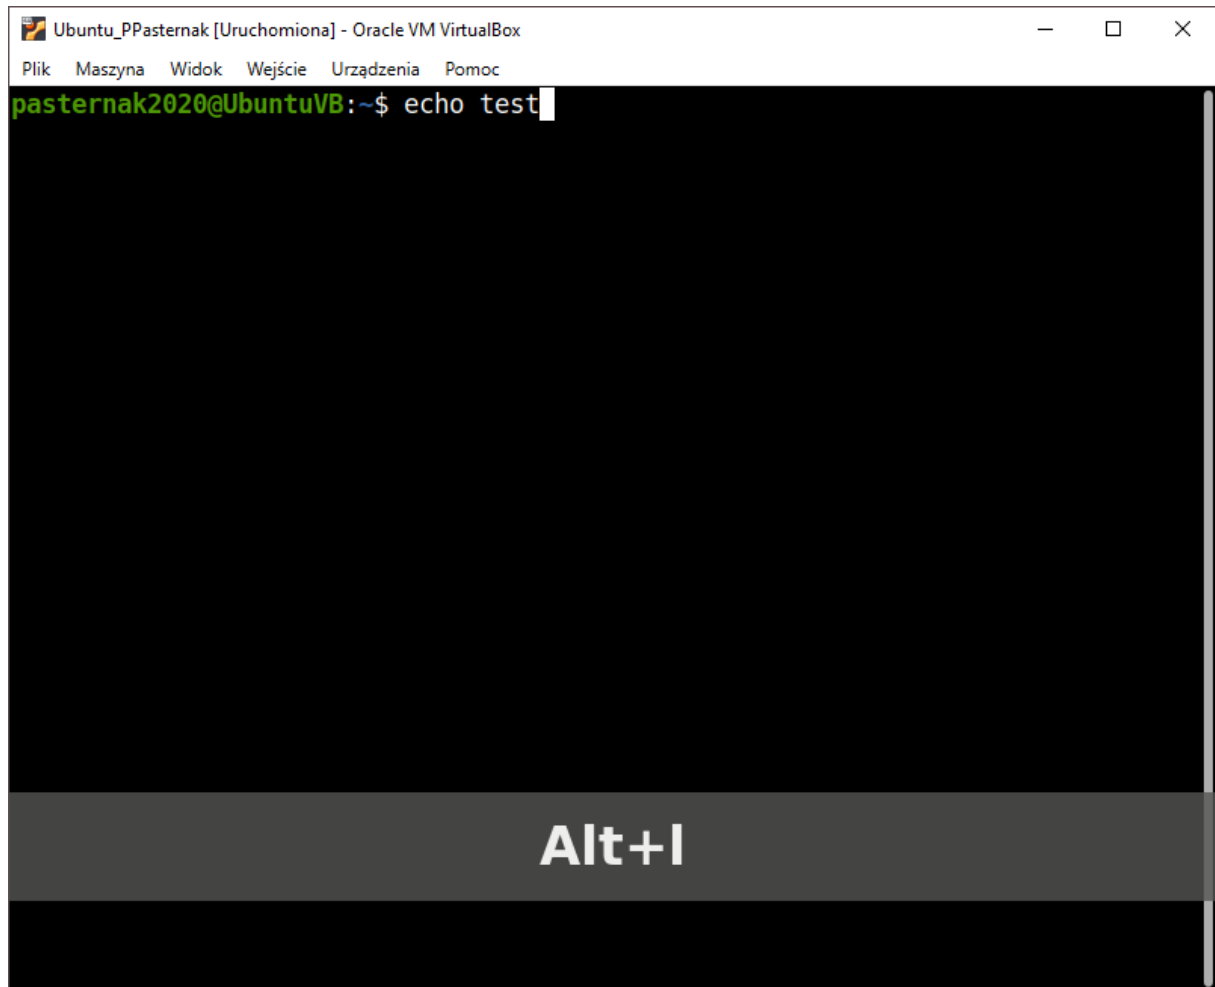 Ubuntu_PPasternak [Uruchomiona] - Oracle VM VirtualBox
Plik Maszyna Widok Wejście Urządzenia Pomoc
pasternak2020@UbuntuVB:~$ echo test
Alt+l